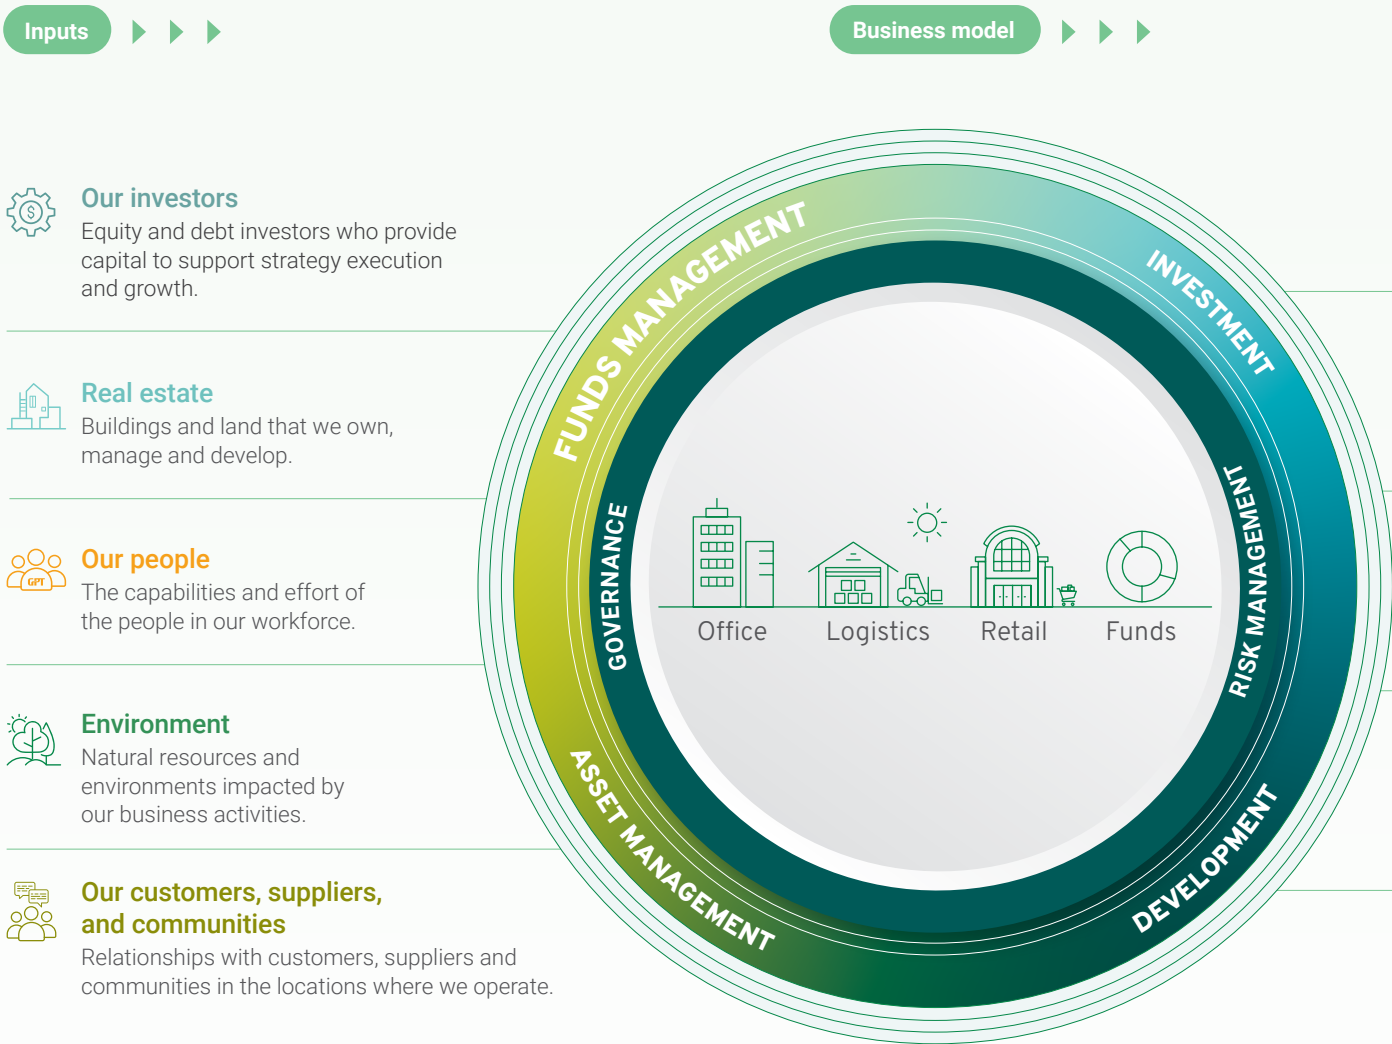 Inputs
Business model
Our investors
Equity and debt investors who provide
capital to support strategy execution
and growth.
Real estate
Buildings and land that we own,
manage and develop.
Our people
The capabilities and effort of
the people in our workforce.
GPT
Environment
Natural resources and
environments impacted by
our business activities.
Our customers, suppliers,
and communities
Relationships with customers, suppliers and
communities in the locations where we operate.
FUNDS MANAGEMENT
INVESTMENT
GOVERNANCE
RISK MANAGEMENT
Office
Logistics
Retail
Funds
ASSET MANAGEMENT
DEVELOPMENT